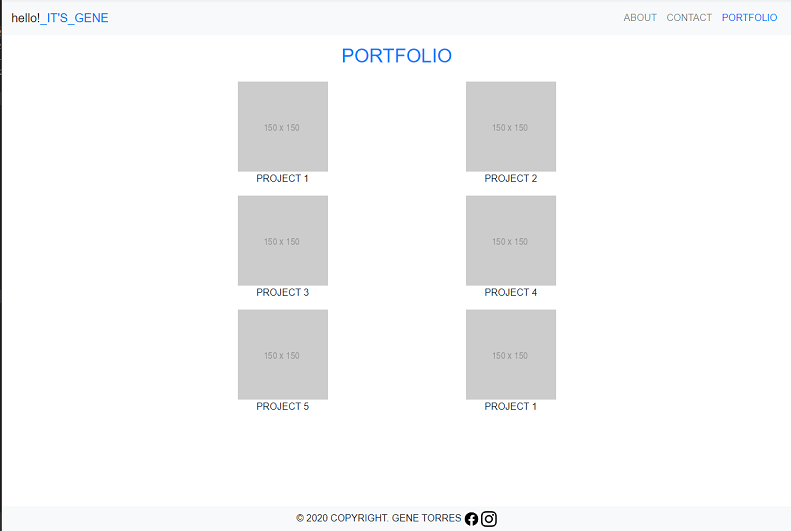 hello!_IT'S_GENE ABOUT CONTACT PORTFOLIO
PORTFOLIO
150 x 150 150 x 150
PROJECT 1 PROJECT 2
150 x 150 150 x 150
PROJECT 3 PROJECT 4
150 x 150 150 x 150
PROJECT 5 PROJECT 1
© 2020 COPYRIGHT. GENE TORRES